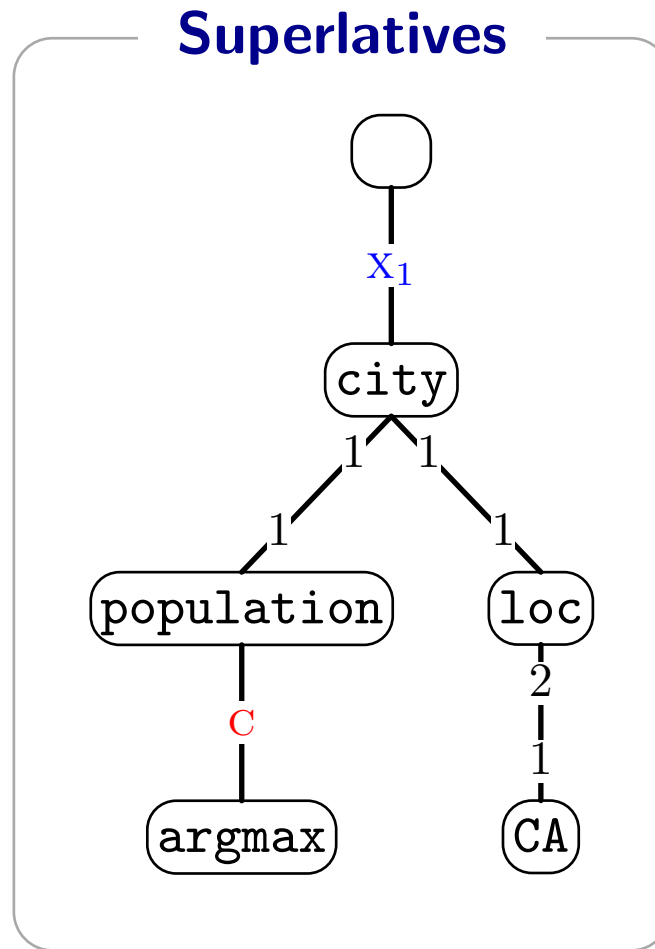 Superlatives
X1
city
1 1
1 1
population loc
2
C
1
argmax CA